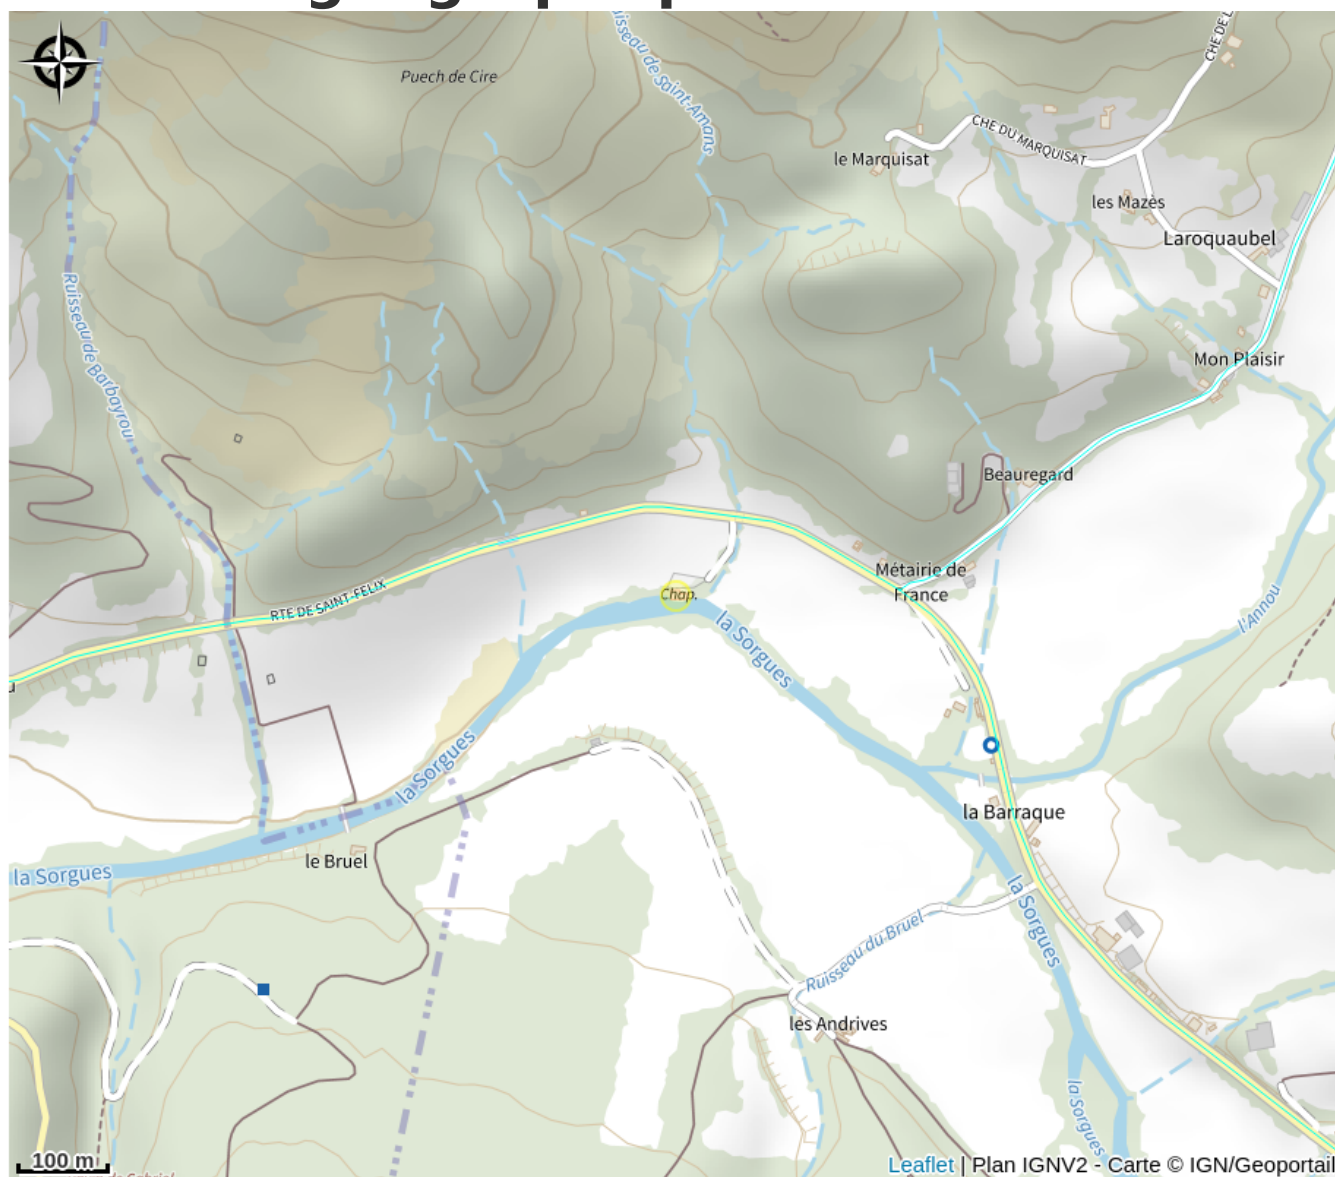 Puech de Cire
Ruisseau de Saint-Amans
CHE DE L
CHE DU MARQUISAT
le Marquisat
les Mazès
Laroquaubel
Ruisseau de Barbayrou
Mon Plaisir
Beauregard
Métairie de
France
RTE DE SAINT-FELIX
Chap.
la Sorgues
l'Annou
la Sorgues
la Barraque
le Bruel
la Sorgues
la Sorgues
Ruisseau du Bruel
les Andrives
la Sorgues
100 m
Leaflet | Plan IGNV2 - Carte © IGN/Geoportail